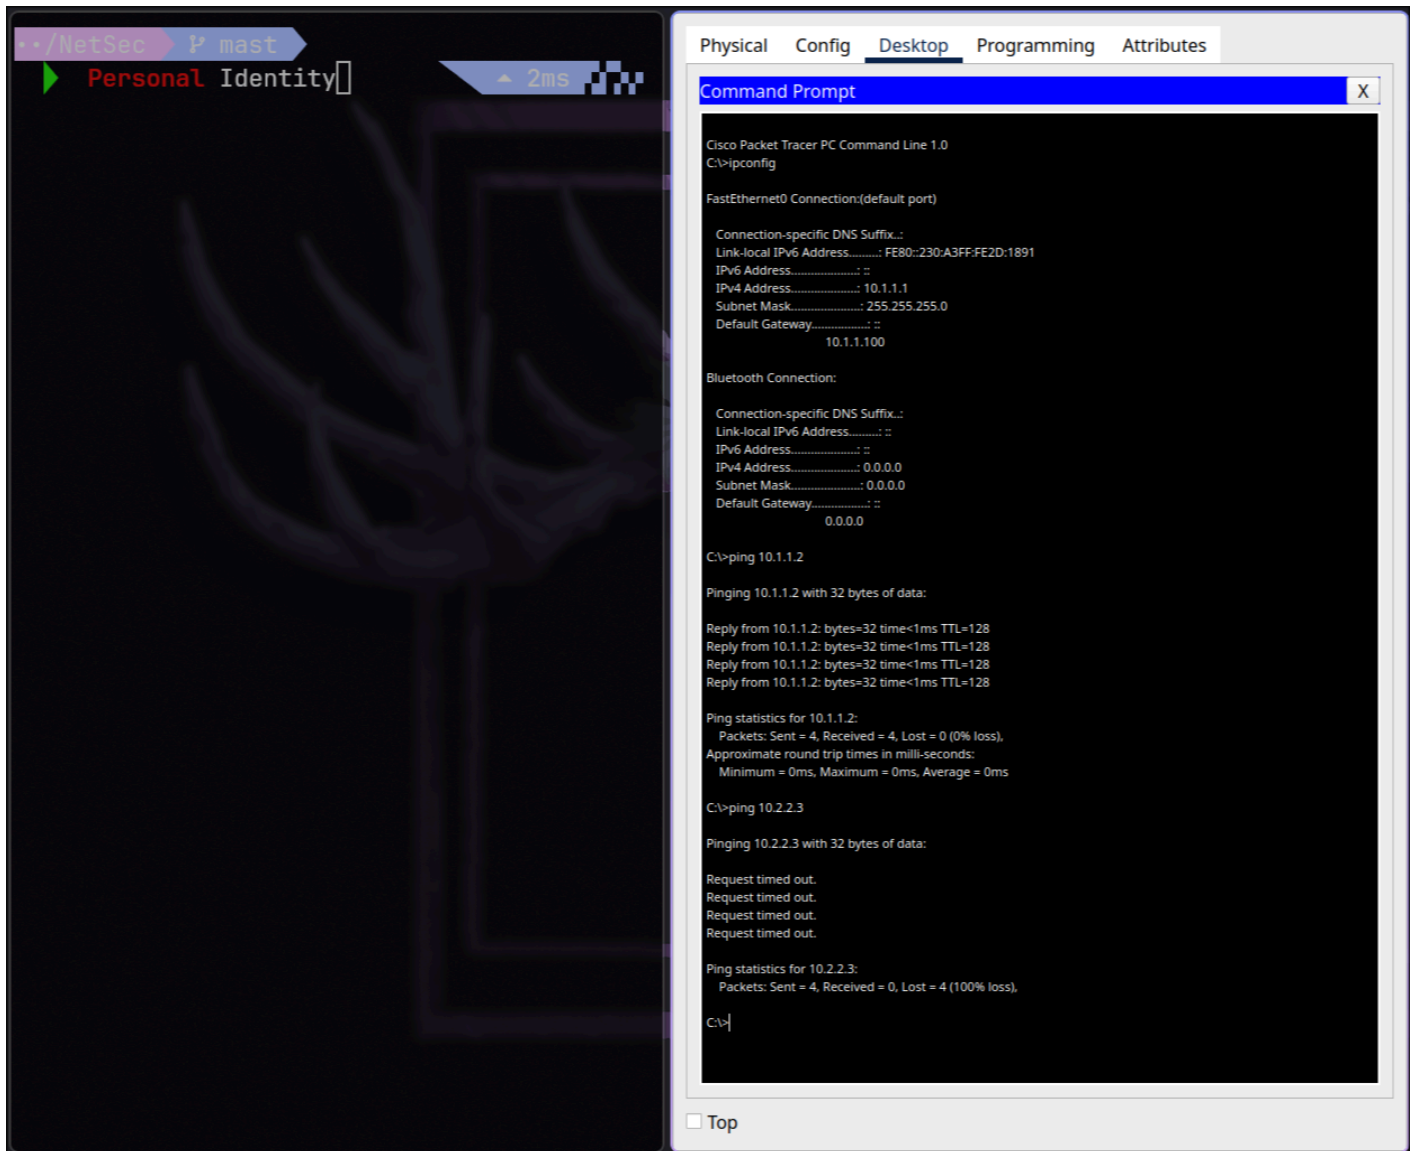 ../NetSec mast
Personal Identity
2ms
Physical Config Desktop Programming Attributes
Command Prompt
X
Cisco Packet Tracer PC Command Line 1.0
C:\>ipconfig
FastEthernet0 Connection:(default port)
Connection-specific DNS Suffix..:
Link-local IPv6 Address.........: FE80::230:A3FF:FE2D:1891
IPv6 Address....................: ::
IPv4 Address....................: 10.1.1.1
Subnet Mask.....................: 255.255.255.0
Default Gateway.................: ::
10.1.1.100
Bluetooth Connection:
Connection-specific DNS Suffix..:
Link-local IPv6 Address.........: ::
IPv6 Address....................: ::
IPv4 Address....................: 0.0.0.0
Subnet Mask.....................: 0.0.0.0
Default Gateway.................: ::
0.0.0.0
C:\>ping 10.1.1.2
Pinging 10.1.1.2 with 32 bytes of data:
Reply from 10.1.1.2: bytes=32 time<1ms TTL=128
Reply from 10.1.1.2: bytes=32 time<1ms TTL=128
Reply from 10.1.1.2: bytes=32 time<1ms TTL=128
Reply from 10.1.1.2: bytes=32 time<1ms TTL=128
Ping statistics for 10.1.1.2:
Packets: Sent = 4, Received = 4, Lost = 0 (0% loss),
Approximate round trip times in milli-seconds:
Minimum = 0ms, Maximum = 0ms, Average = 0ms
C:\>ping 10.2.2.3
Pinging 10.2.2.3 with 32 bytes of data:
Request timed out.
Request timed out.
Request timed out.
Request timed out.
Ping statistics for 10.2.2.3:
Packets: Sent = 4, Received = 0, Lost = 4 (100% loss),
C:\>
Top